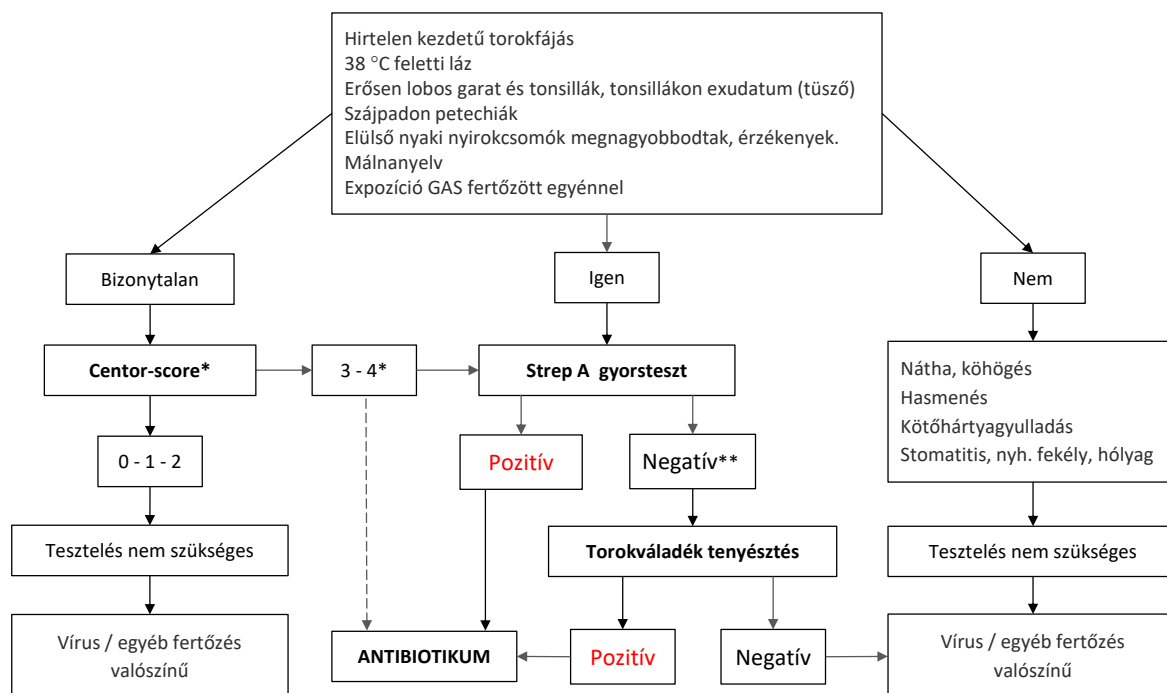 Hirtelen kezdetű torokfájás
38 °C feletti láz
Erősen lobos garat és tonsillák, tonsillákon exudatum (tüsző)
Szájpadon petechiák
Elülső nyaki nyirokcsomók megnagyobbodtak, érzékenyek.
Málnanyelv
Expozíció GAS fertőzött egyénnel
Bizonytalan
Igen
Nem
Centor-score*
3 - 4*
Strep A gyorsteszt
Nátha, köhögés
Hasmenés
Kötőhártyagyulladás
Stomatitis, nyh. fekély, hólyag
0 - 1 - 2
Pozitív
Negatív**
Tesztelés nem szükséges
Torokváladék tenyésztés
Tesztelés nem szükséges
Vírus / egyéb fertőzés
valószínű
ANTIBIOTIKUM
Pozitív
Negatív
Vírus / egyéb fertőzés
valószínű